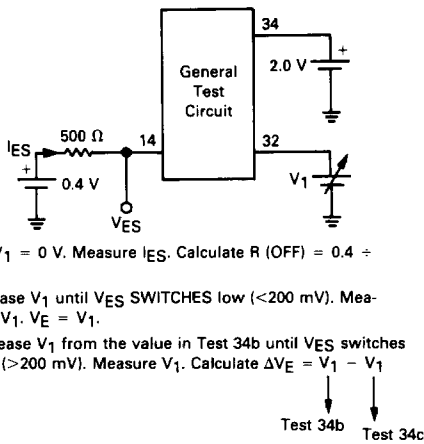 34
+
2.0 V
General
Test
Circuit
500 Ω
IES
14
32
+
0.4 V
V1
VES
V1 = 0 V. Measure IES. Calculate R (OFF) = 0.4 ÷
ase V1 until VES SWITCHES low (<200 mV). Mea-
V1. VE = V1.
ease V1 from the value in Test 34b until VES switches
(>200 mV). Measure V1. Calculate ΔVE = V1 − V1
Test 34b
Test 34c